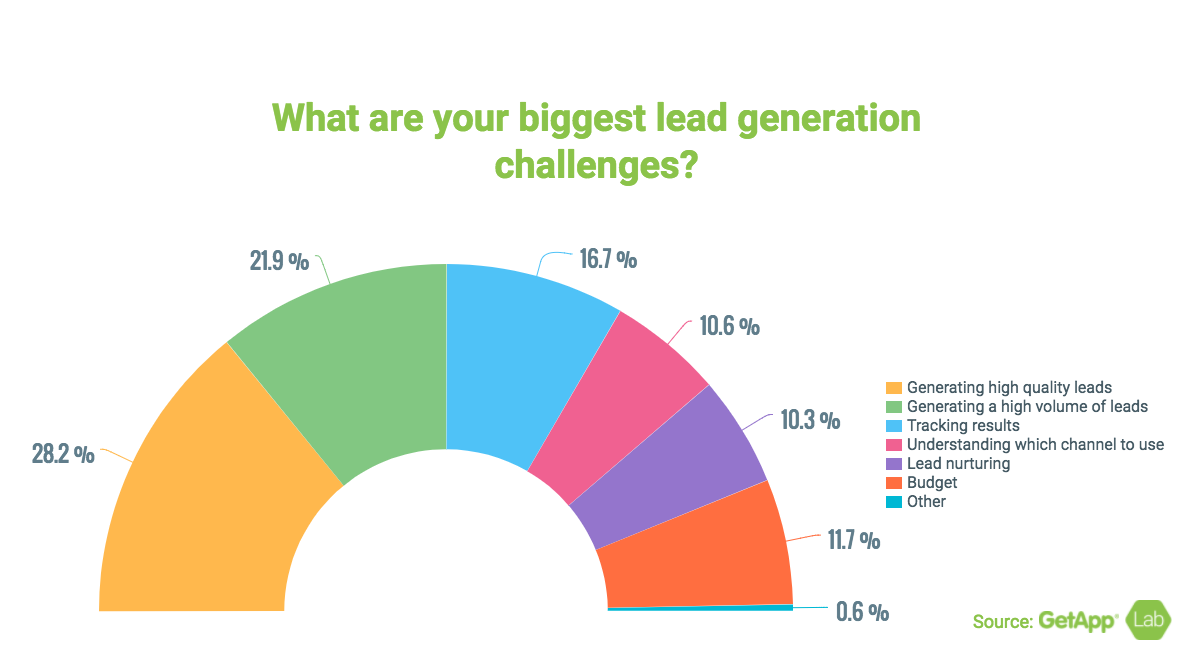 What are your biggest lead generation
challenges?
21.9 %
16.7 %
10.6 %
28.2 %
10.3 %
11.7 %
0.6 %
Generating high quality leads
Generating a high volume of leads
Tracking results
Understanding which channel to use
Lead nurturing
Budget
Other
Source: GetApp® Lab